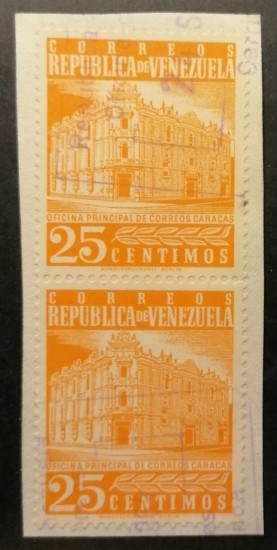 CORREOS
REPUBLICA DE VENEZUELA
OFICINA PRINCIPAL DE CORREOS CARACAS
25 CENTIMOS
CORREOS
REPUBLICA DE VENEZUELA
OFICINA PRINCIPAL DE CORREOS CARACAS
25 CENTIMOS